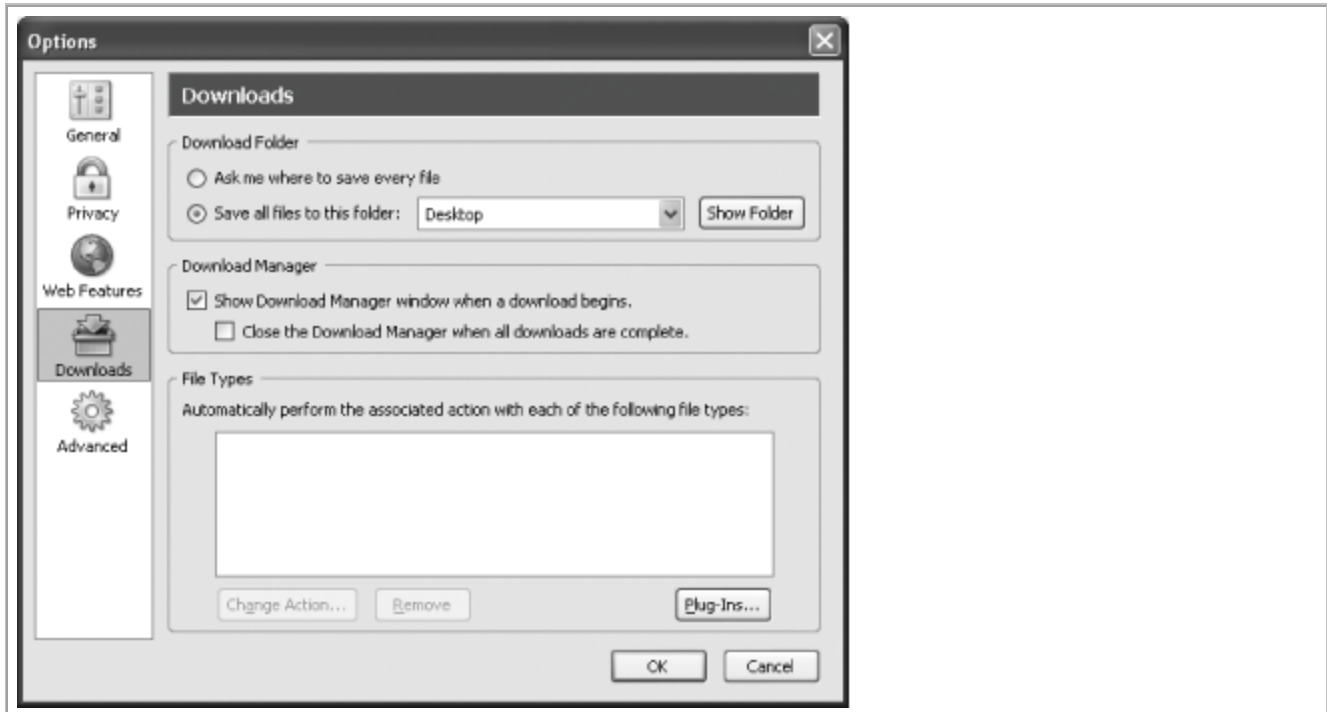 Options
General
Privacy
Web Features
Downloads
Advanced
Downloads
Download Folder
Ask me where to save every file
Save all files to this folder: Desktop Show Folder
Download Manager
Show Download Manager window when a download begins.
Close the Download Manager when all downloads are complete.
File Types
Automatically perform the associated action with each of the following file types:
Change Action... Remove Plug-Ins...
OK Cancel